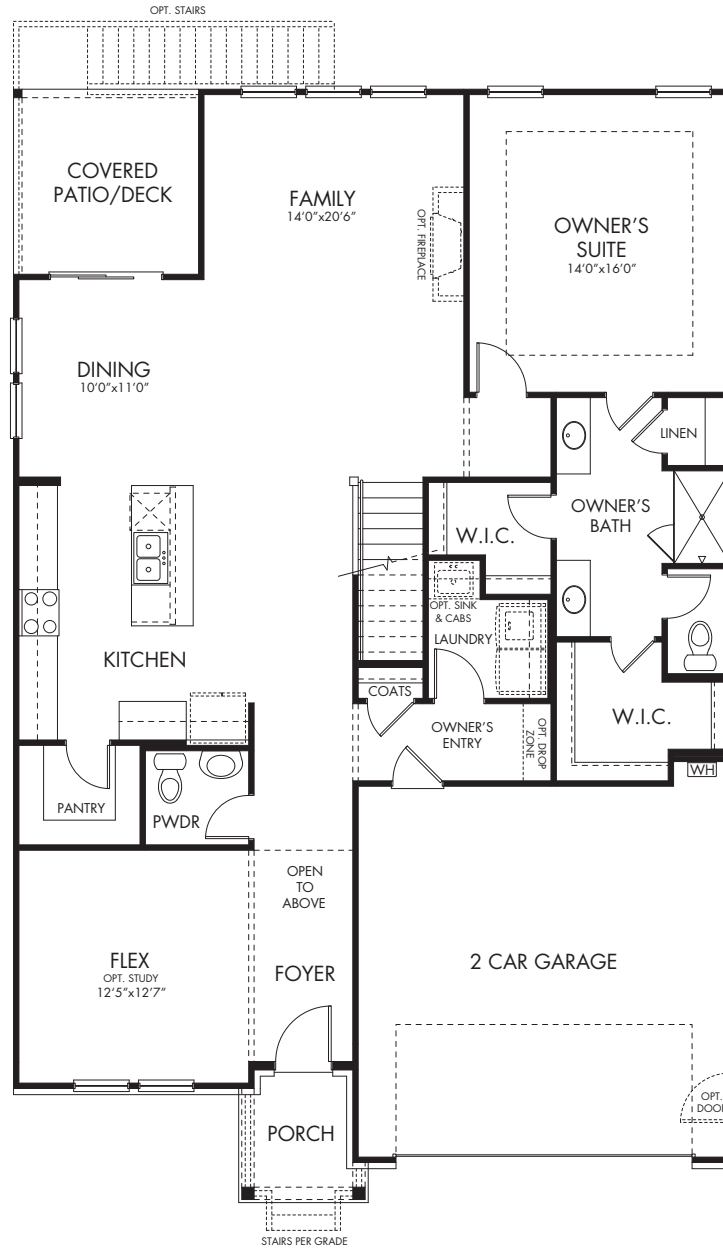 OPT. STAIRS
COVERED
PATIO/DECK
FAMILY
14'0"x20'6"
OPT. FIREPLACE
OWNER'S
SUITE
14'0"x16'0"
DINING
10'0"x11'0"
LINEN
OWNER'S
BATH
W.I.C.
OPT. SINK
& CABS
LAUNDRY
KITCHEN
COATS
OWNER'S
ENTRY
OPT. DROP
ZONE
W.I.C.
WH
PANTRY
PWDR
OPEN
TO
ABOVE
FLEX
OPT. STUDY
12'5"x12'7"
FOYER
2 CAR GARAGE
OPT.
DOOR
PORCH
STAIRS PER GRADE